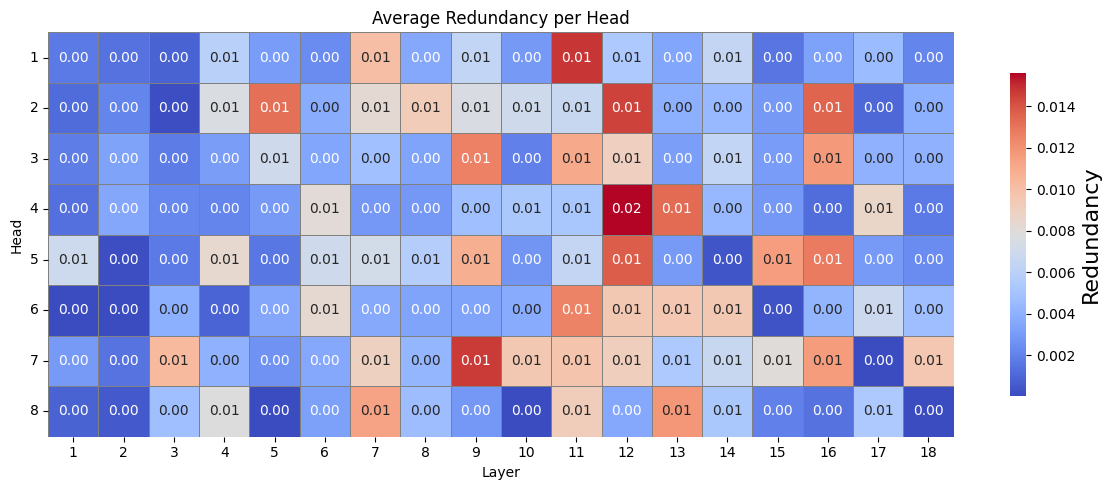 Average Redundancy per Head
1 0.00 0.00 0.00 0.01 0.00 0.00 0.01 0.00 0.01 0.00 0.01 0.01 0.00 0.01 0.00 0.00 0.00 0.00
0.014
2 0.00 0.00 0.00 0.01 0.01 0.00 0.01 0.01 0.01 0.01 0.01 0.01 0.00 0.00 0.00 0.01 0.00 0.00
0.012
3 0.00 0.00 0.00 0.00 0.01 0.00 0.00 0.00 0.01 0.00 0.01 0.01 0.00 0.01 0.00 0.01 0.00 0.00
0.010
4 0.00 0.00 0.00 0.00 0.00 0.01 0.00 0.00 0.00 0.01 0.01 0.02 0.01 0.00 0.00 0.00 0.01 0.00
Head
0.008
Redundancy
5 0.01 0.00 0.00 0.01 0.00 0.01 0.01 0.01 0.01 0.00 0.01 0.01 0.00 0.00 0.01 0.01 0.00 0.00
0.006
6 0.00 0.00 0.00 0.00 0.00 0.01 0.00 0.00 0.00 0.00 0.01 0.01 0.01 0.01 0.00 0.00 0.01 0.00
0.004
7 0.00 0.00 0.01 0.00 0.00 0.00 0.01 0.00 0.01 0.01 0.01 0.01 0.01 0.01 0.01 0.01 0.00 0.01
0.002
8 0.00 0.00 0.00 0.01 0.00 0.00 0.01 0.00 0.00 0.00 0.01 0.00 0.01 0.01 0.00 0.00 0.01 0.00
1 2 3 4 5 6 7 8 9 10 11 12 13 14 15 16 17 18
Layer